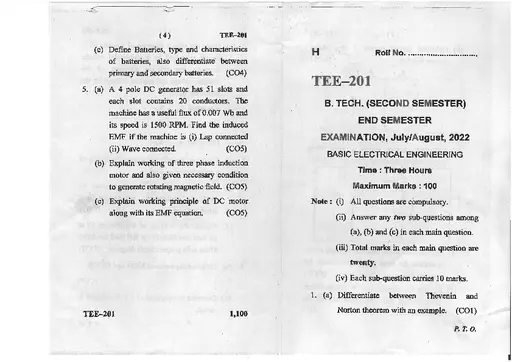 ( 4 ) TEE-201
(c) Define Batteries, type and characteristics
of batteries, also differentiate between
primary and secondary batteries. (CO4)
5. (a) A 4 pole DC generator has 51 slots and
each slot contains 20 conductors. The
machine has a useful flux of 0.007 Wb and
its speed is 1500 RPM. Find the induced
EMF if the machine is (i) Lap connected
(ii) Wave connected. (CO5)
(b) Explain working of three phase induction
motor and also given necessary condition
to generate rotating magnetic field. (CO5)
(c) Explain working principle of DC motor
along with its EMF equation. (CO5)
TEE-201 1,100
H Roll No. ..............................
TEE-201
B. TECH. (SECOND SEMESTER)
END SEMESTER
EXAMINATION, July/August, 2022
BASIC ELECTRICAL ENGINEERING
Time : Three Hours
Maximum Marks : 100
Note : (i) All questions are compulsory.
(ii) Answer any two sub-questions among
(a), (b) and (c) in each main question.
(iii) Total marks in each main question are
twenty.
(iv) Each sub-question carries 10 marks.
1. (a) Differentiate between Thevenin and
Norton theorem with an example. (CO1)
P. T. O.